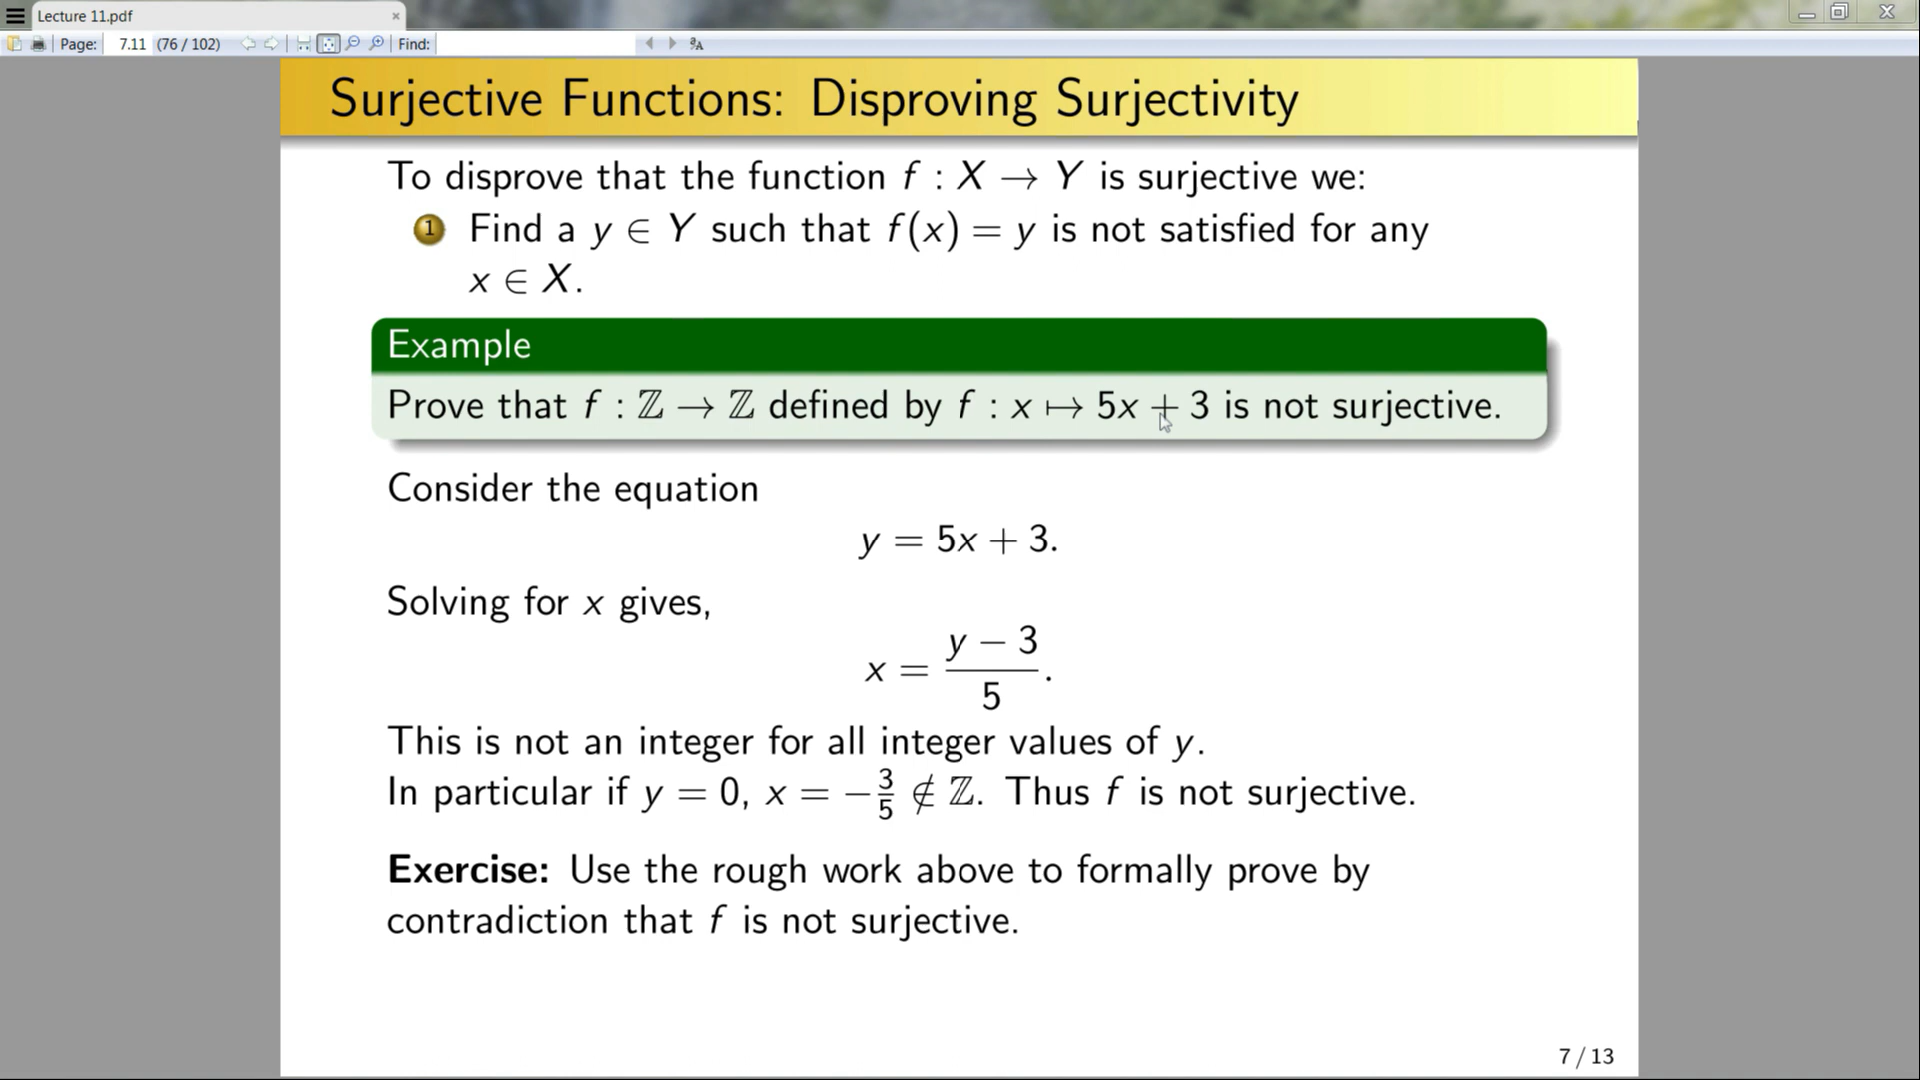 Lecture 11.pdf
Page: 7.11 (76 / 102) Find:
Surjective Functions: Disproving Surjectivity
To disprove that the function f : X → Y is surjective we:
1 Find a y ∈ Y such that f(x) = y is not satisfied for any
x ∈ X.
Example
Prove that f : ℤ → ℤ defined by f : x ↦ 5x + 3 is not surjective.
Consider the equation
y = 5x + 3.
Solving for x gives,
x = \frac{y − 3}{5}.
This is not an integer for all integer values of y.
In particular if y = 0, x = −\frac{3}{5} ∉ ℤ. Thus f is not surjective.
Exercise: Use the rough work above to formally prove by
contradiction that f is not surjective.
7 / 13